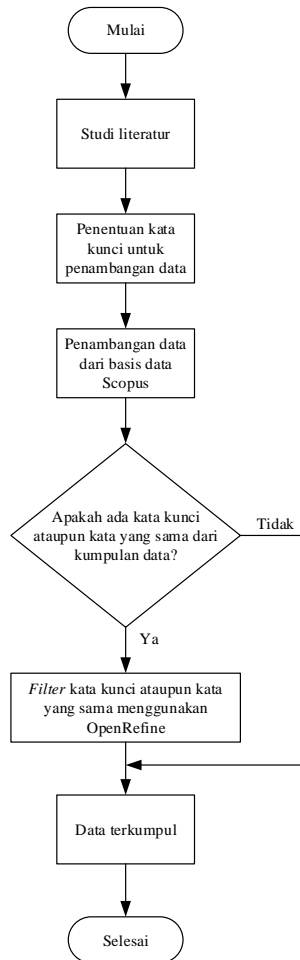 Mulai
Studi literatur
Penentuan kata
kunci untuk
penambangan data
Penambangan data
dari basis data
Scopus
Apakah ada kata kunci
ataupun kata yang sama dari
kumpulan data?
Tidak
Ya
Filter kata kunci ataupun kata
yang sama menggunakan
OpenRefine
Data terkumpul
Selesai